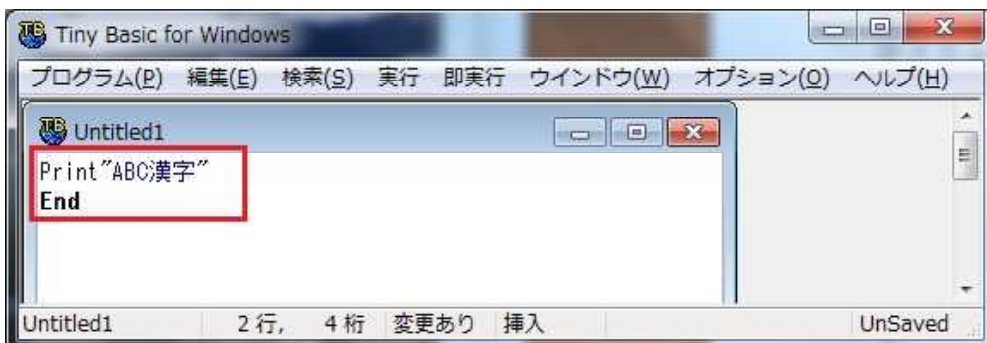 Tiny Basic for Windows
プログラム(P) 編集(E) 検索(S) 実行 即実行 ウインドウ(W) オプション(O) ヘルプ(H)
Untitled1
Print"ABC漢字"
End
Untitled1 2行, 4桁 変更あり 挿入 UnSaved